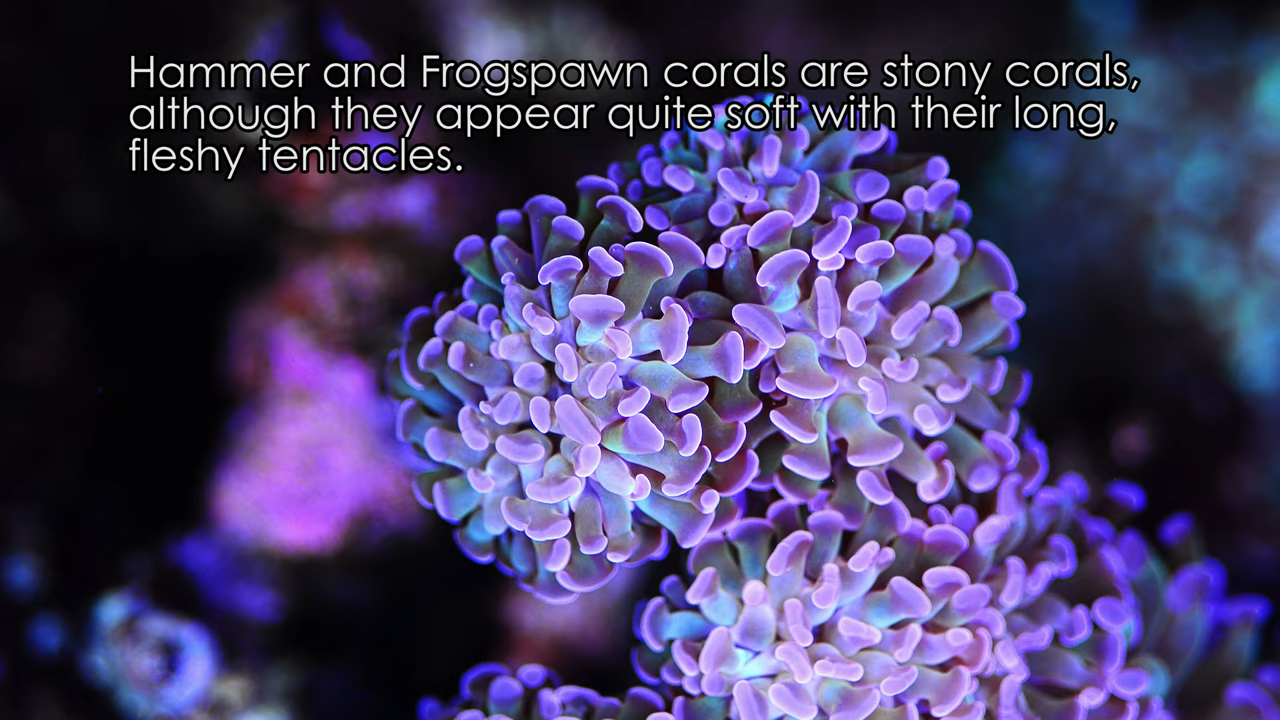 Hammer and Frogspawn corals are stony corals,
although they appear quite soft with their long,
fleshy tentacles.